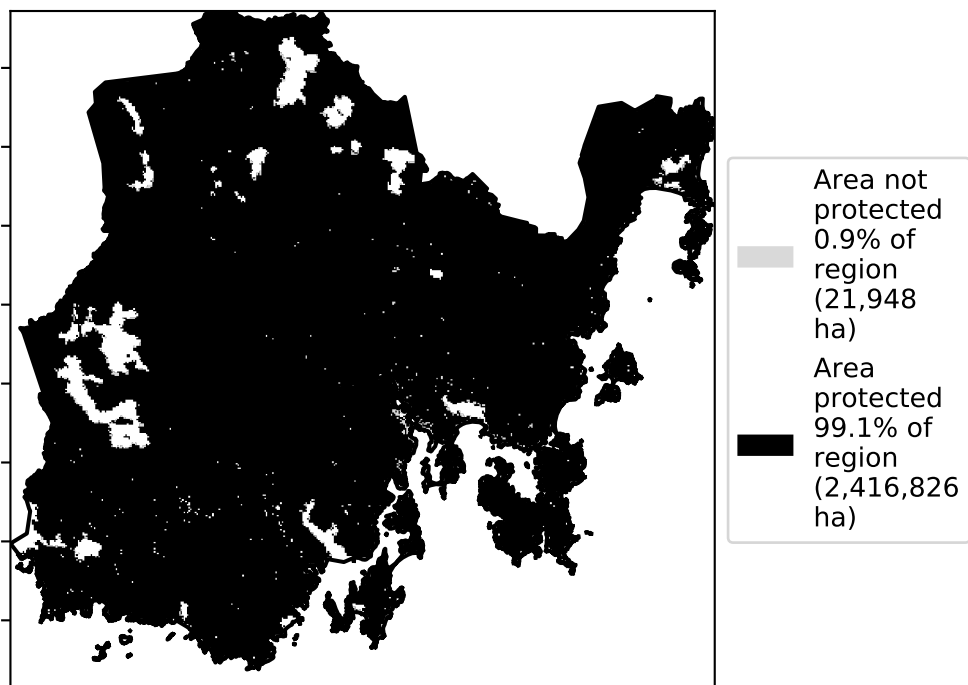 Area not
protected
0.9% of
region
(21,948
ha)
Area
protected
99.1% of
region
(2,416,826
ha)